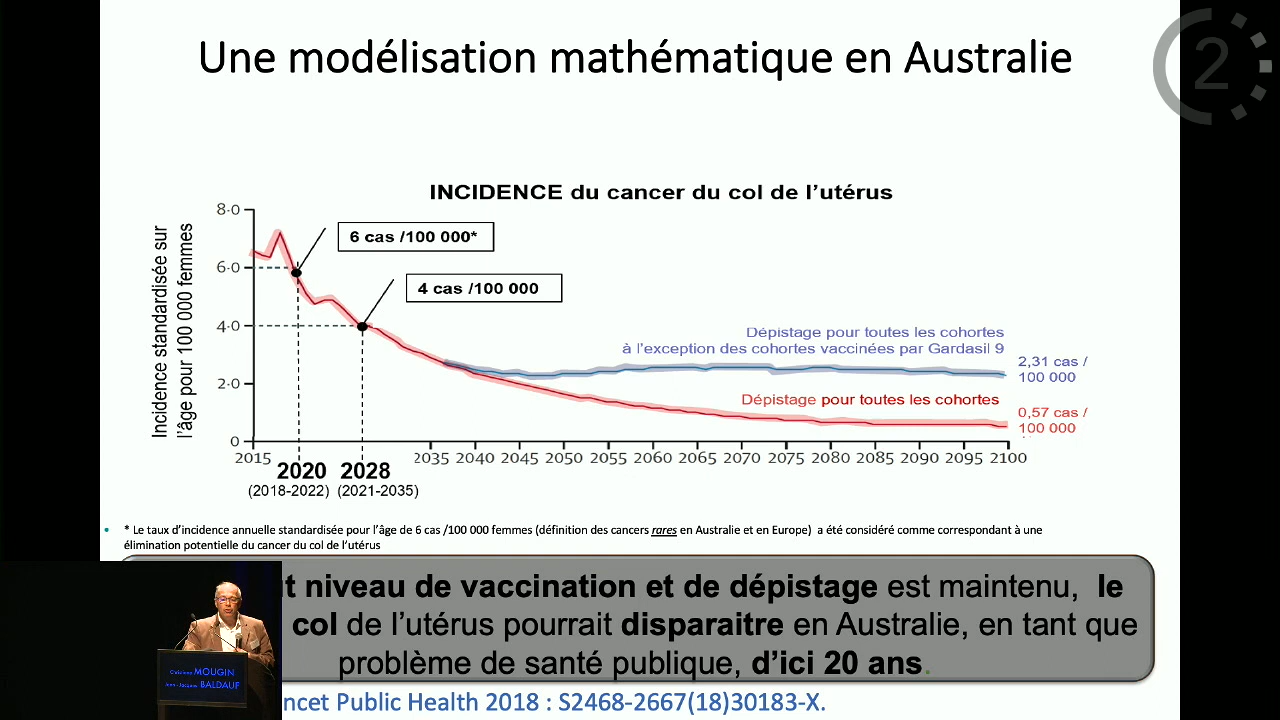 Une modélisation mathématique en Australie
2
INCIDENCE du cancer du col de l'utérus
Incidence standardisée sur
l'âge pour 100 000 femmes
8·0
6·0
4·0
2·0
0
6 cas /100 000*
4 cas /100 000
Dépistage pour toutes les cohortes
à l'exception des cohortes vaccinées par Gardasil 9
2,31 cas /
100 000
Dépistage pour toutes les cohortes
0,57 cas /
100 000
2015 2035 2040 2045 2050 2055 2060 2065 2070 2075 2080 2085 2090 2095 2100
2020 2028
(2018-2022) (2021-2035)
* Le taux d'incidence annuelle standardisée pour l'âge de 6 cas /100 000 femmes (définition des cancers rares en Australie et en Europe) a été considéré comme correspondant à une
élimination potentielle du cancer du col de l'utérus
niveau de vaccination et de dépistage est maintenu, le
col de l'utérus pourrait disparaitre en Australie, en tant que
problème de santé publique, d'ici 20 ans.
Public Health 2018 : S2468-2667(18)30183-X.
Christiane MOUGIN
Jean-Jacques BALDAUF